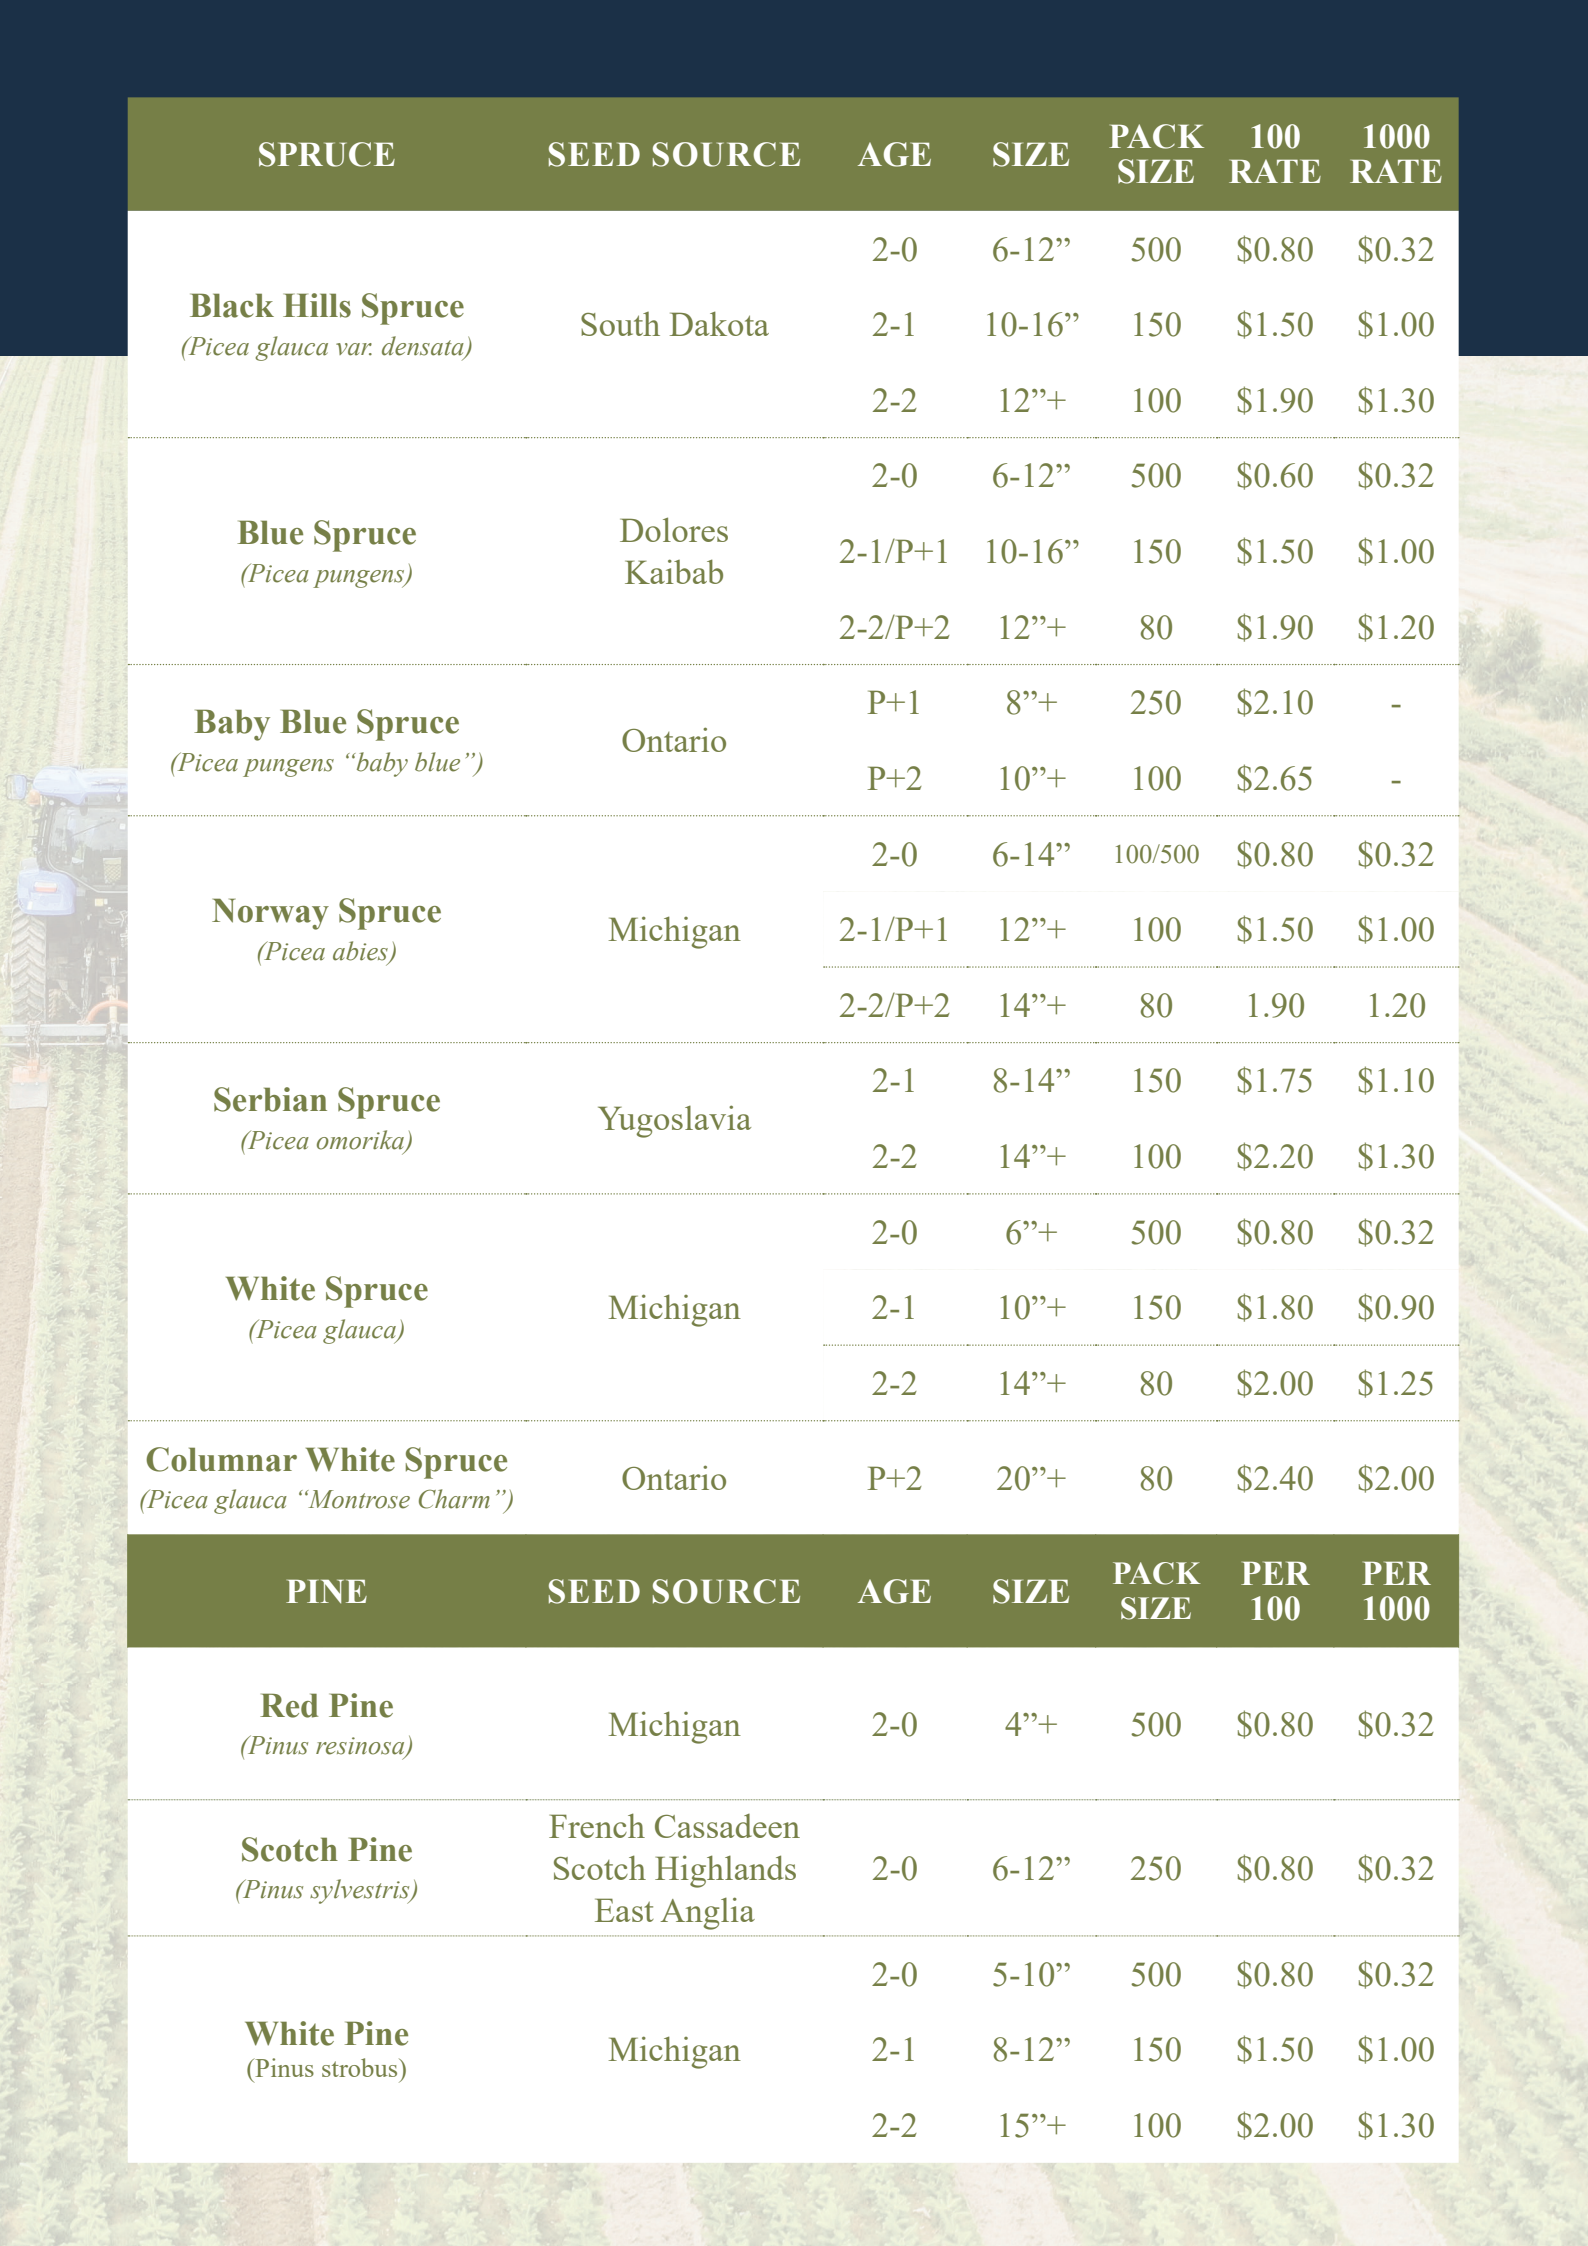 SPRUCE SEED SOURCE AGE SIZE PACK SIZE 100 RATE 1000 RATE
Black Hills Spruce
(Picea glauca var. densata)
South Dakota
2-0 6-12” 500 $0.80 $0.32
2-1 10-16” 150 $1.50 $1.00
2-2 12”+ 100 $1.90 $1.30
Blue Spruce
(Picea pungens)
Dolores
Kaibab
2-0 6-12” 500 $0.60 $0.32
2-1/P+1 10-16” 150 $1.50 $1.00
2-2/P+2 12”+ 80 $1.90 $1.20
Baby Blue Spruce
(Picea pungens “baby blue”)
Ontario
P+1 8”+ 250 $2.10 -
P+2 10”+ 100 $2.65 -
Norway Spruce
(Picea abies)
Michigan
2-0 6-14” 100/500 $0.80 $0.32
2-1/P+1 12”+ 100 $1.50 $1.00
2-2/P+2 14”+ 80 1.90 1.20
Serbian Spruce
(Picea omorika)
Yugoslavia
2-1 8-14” 150 $1.75 $1.10
2-2 14”+ 100 $2.20 $1.30
White Spruce
(Picea glauca)
Michigan
2-0 6”+ 500 $0.80 $0.32
2-1 10”+ 150 $1.80 $0.90
2-2 14”+ 80 $2.00 $1.25
Columnar White Spruce
(Picea glauca “Montrose Charm”)
Ontario
P+2 20”+ 80 $2.40 $2.00
PINE SEED SOURCE AGE SIZE PACK SIZE PER 100 PER 1000
Red Pine
(Pinus resinosa)
Michigan
2-0 4”+ 500 $0.80 $0.32
Scotch Pine
(Pinus sylvestris)
French Cassadeen
Scotch Highlands
East Anglia
2-0 6-12” 250 $0.80 $0.32
White Pine
(Pinus strobus)
Michigan
2-0 5-10” 500 $0.80 $0.32
2-1 8-12” 150 $1.50 $1.00
2-2 15”+ 100 $2.00 $1.30